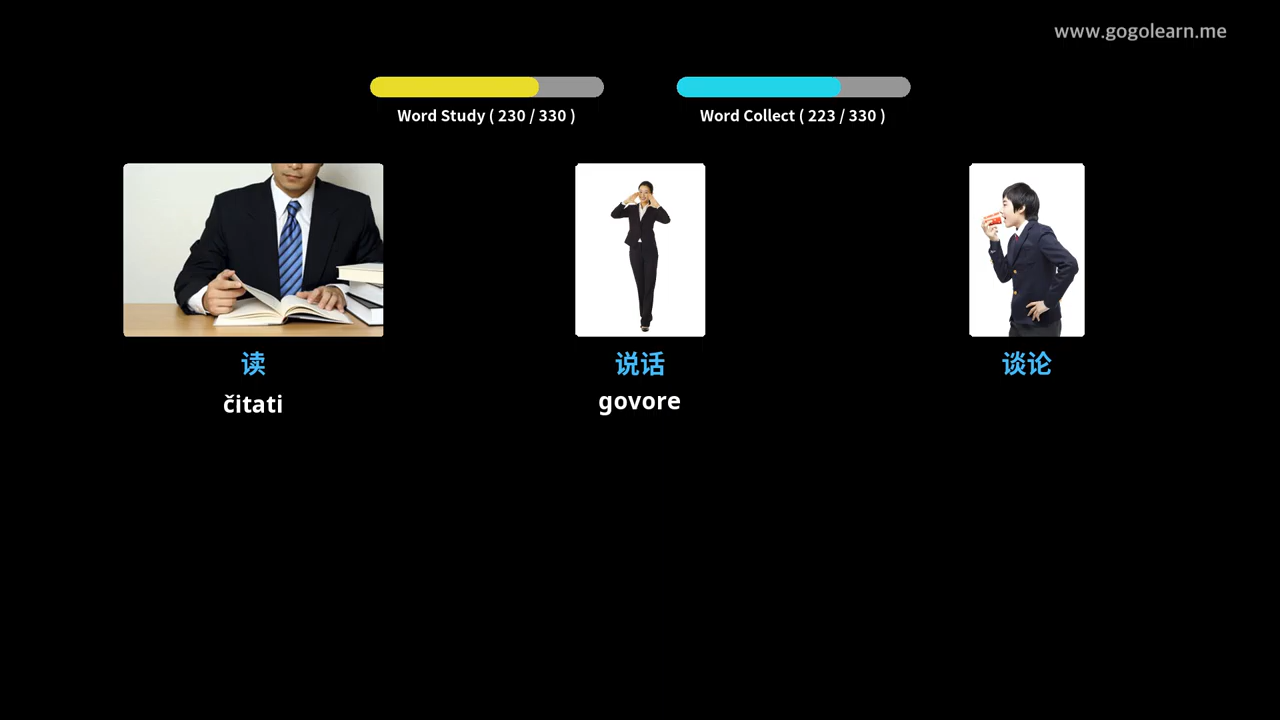 www.gogolearn.me
Word Study ( 230 / 330 )
Word Collect ( 223 / 330 )
读
说话
谈论
čitati
govore